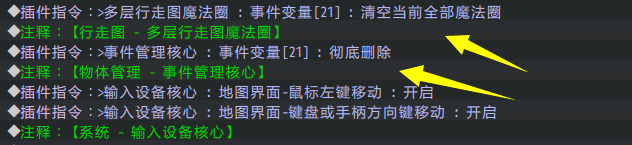 ◆插件指令：>多层行走图魔法圈 : 事件变量[21] : 清空当前全部魔法圈
◆注释：【行走图 - 多层行走图魔法圈】
◆插件指令：>事件管理核心 : 事件变量[21] : 彻底删除
◆注释：【物体管理 - 事件管理核心】
◆插件指令：>输入设备核心 : 地图界面-鼠标左键移动 : 开启
◆插件指令：>输入设备核心 : 地图界面-键盘或手柄方向键移动 : 开启
◆注释：【系统 - 输入设备核心】